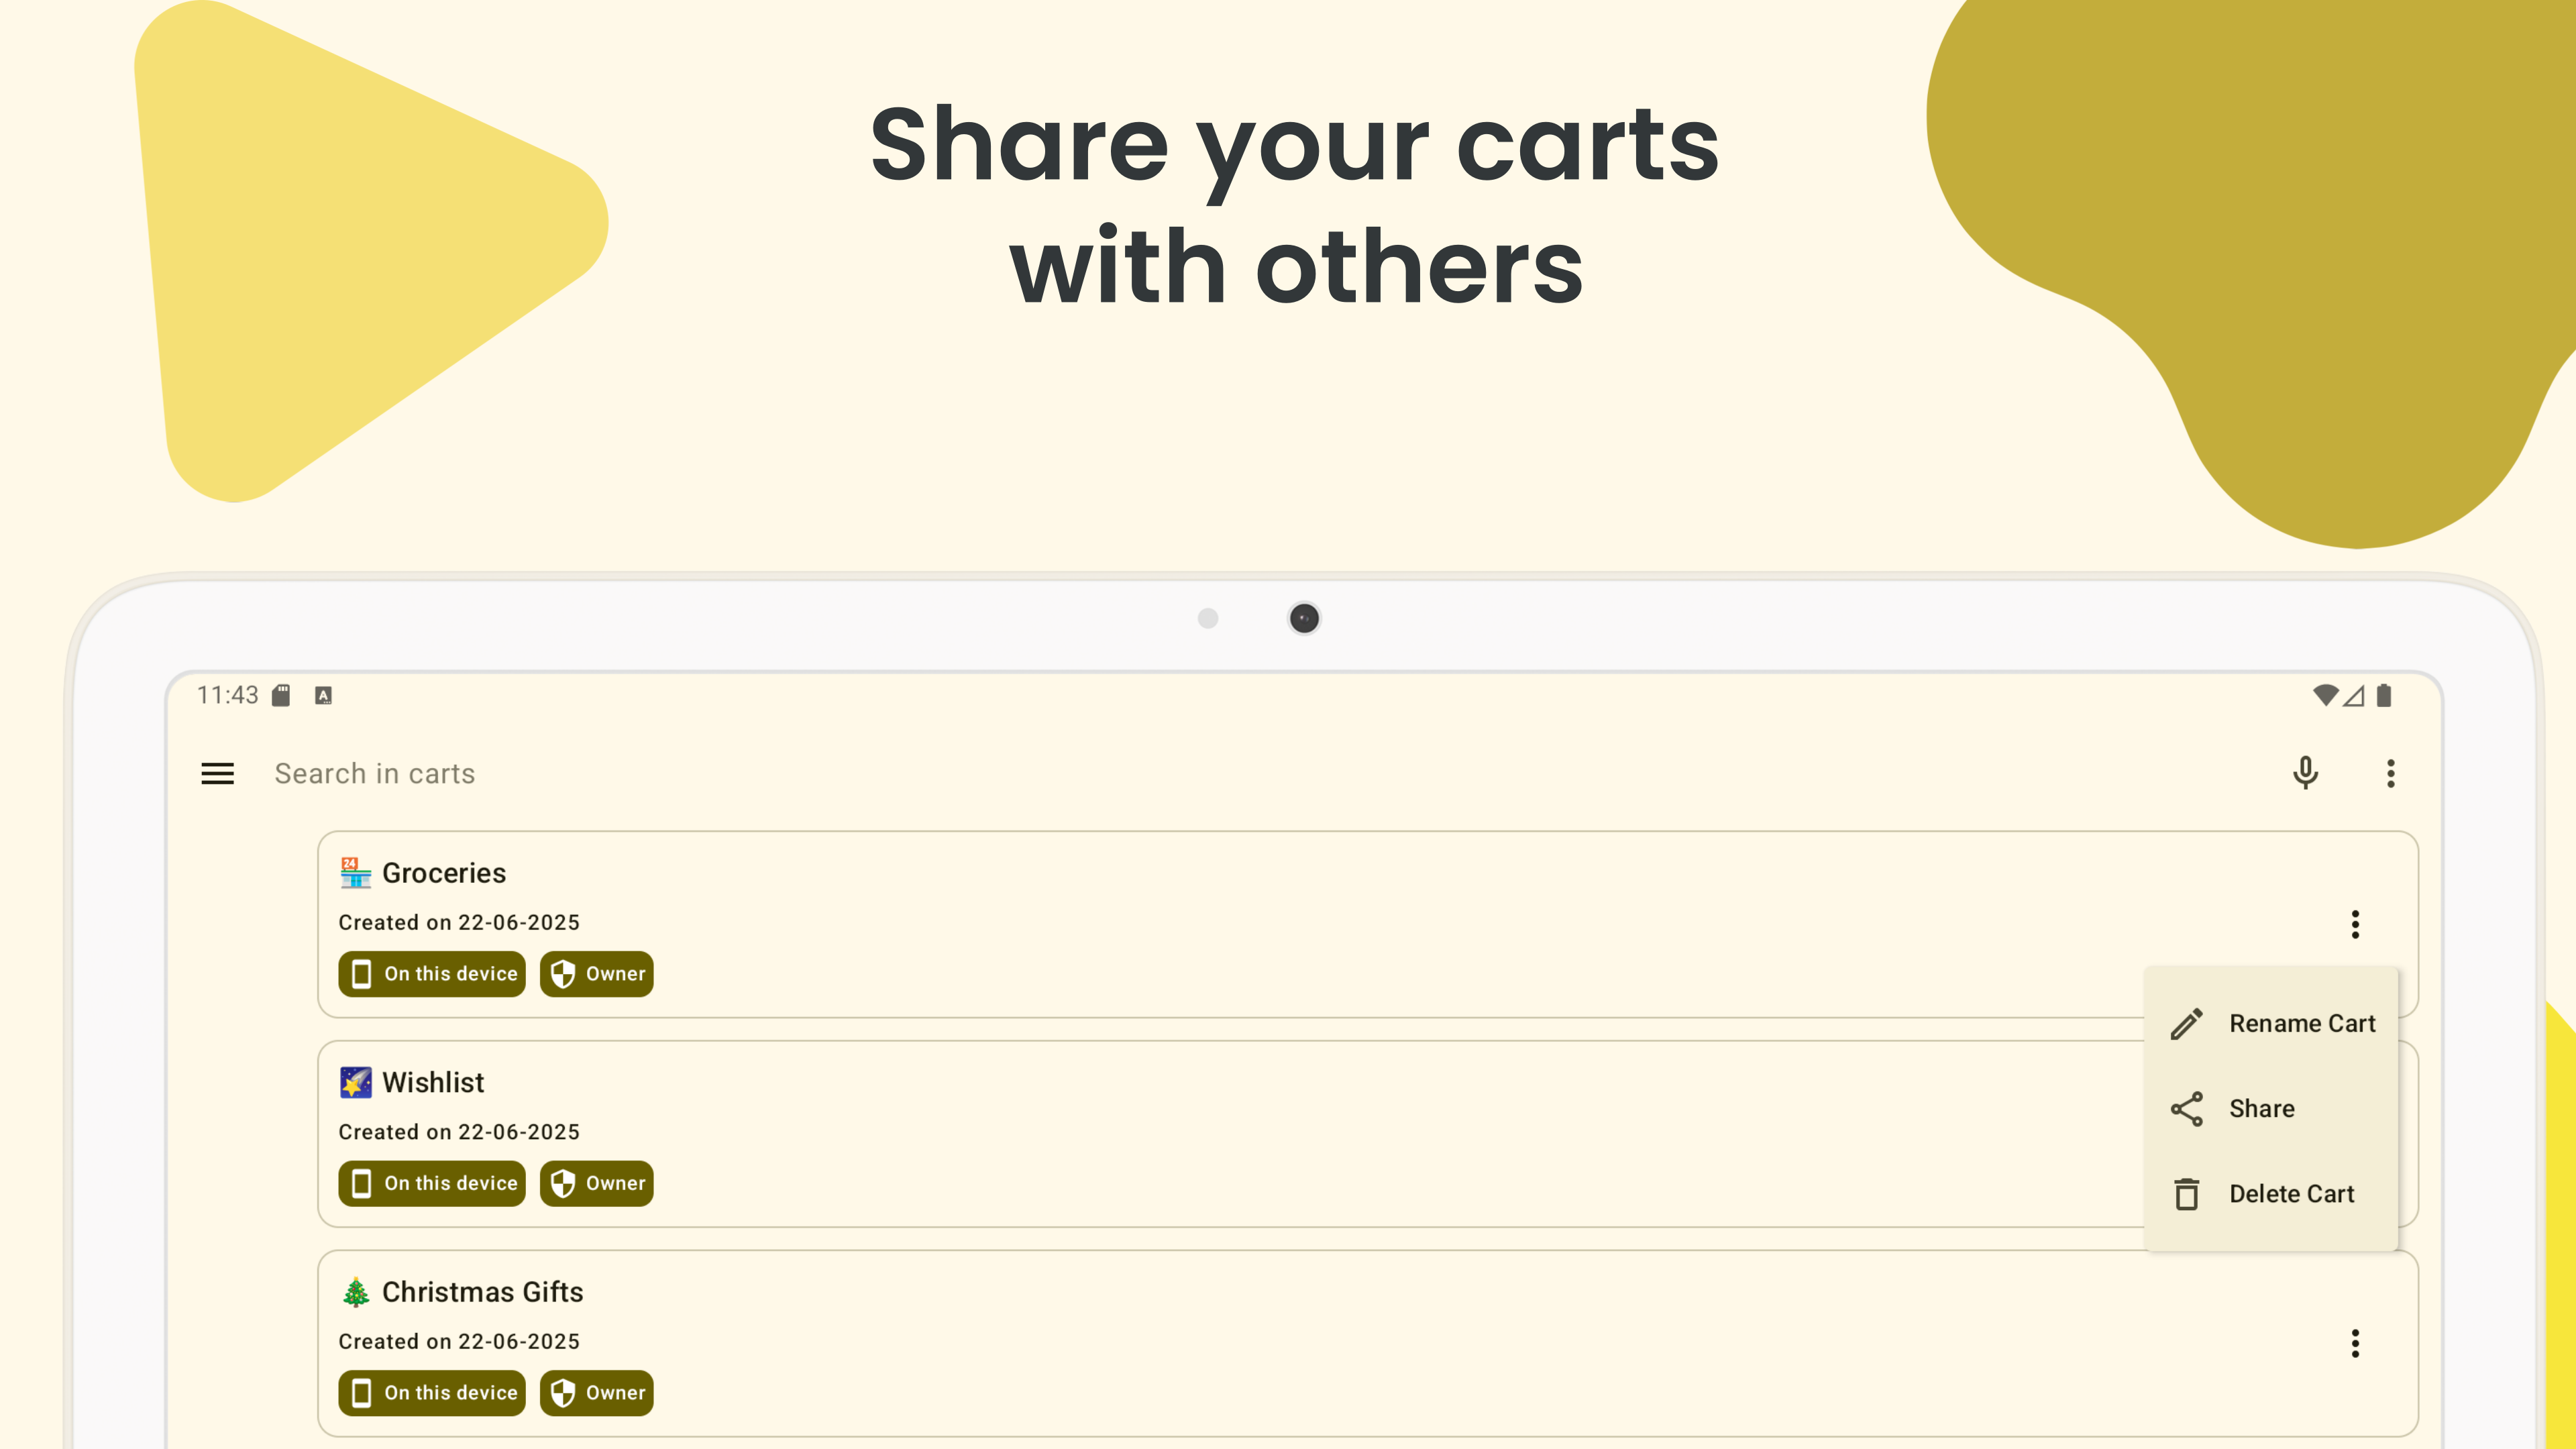 Share your carts
with others
11:43
Search in carts
Groceries
Created on 22-06-2025
On this device
Owner
Rename Cart
Share
Delete Cart
Wishlist
Created on 22-06-2025
On this device
Owner
Christmas Gifts
Created on 22-06-2025
On this device
Owner